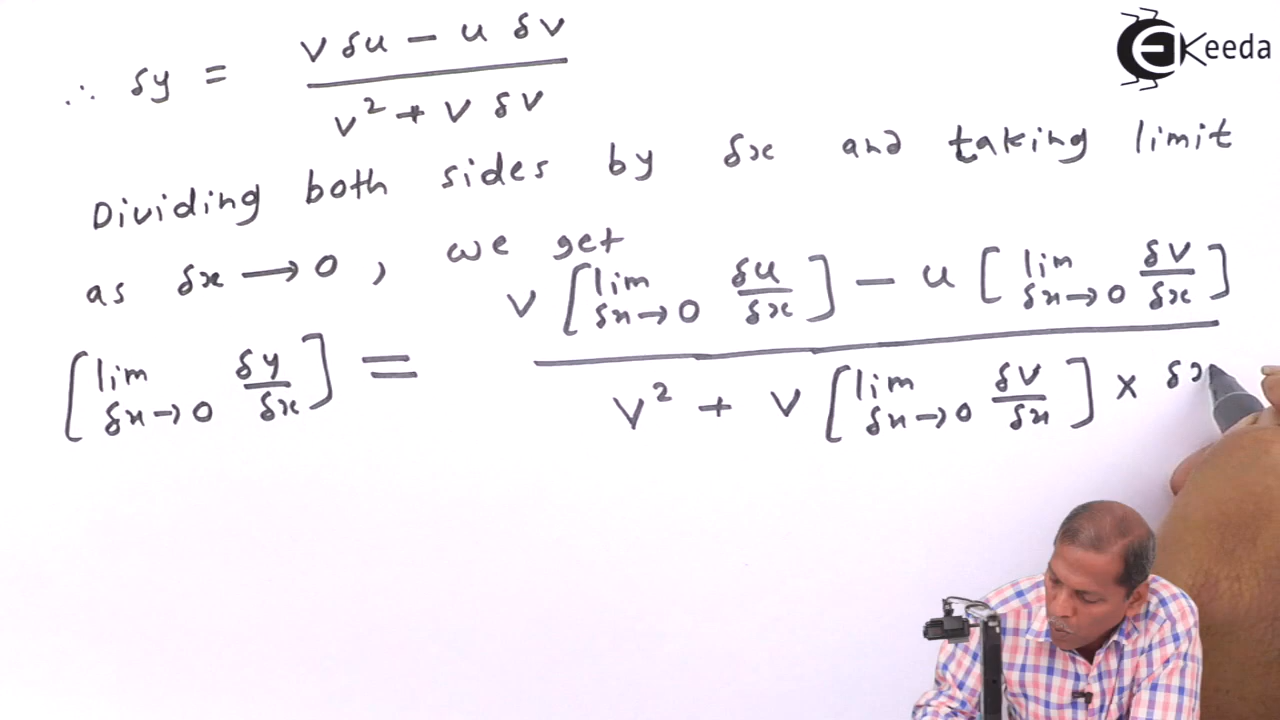 ∴ δy = (v δu − u δv) / (v² + v δv)
EKeeda
Dividing both sides by δx and taking limit
as δx → 0 , we get
[lim δx→0 δy/δx] = (v [lim δx→0 δu/δx] − u [lim δx→0 δv/δx]) / (v² + v [lim δx→0 δv/δx] × δx